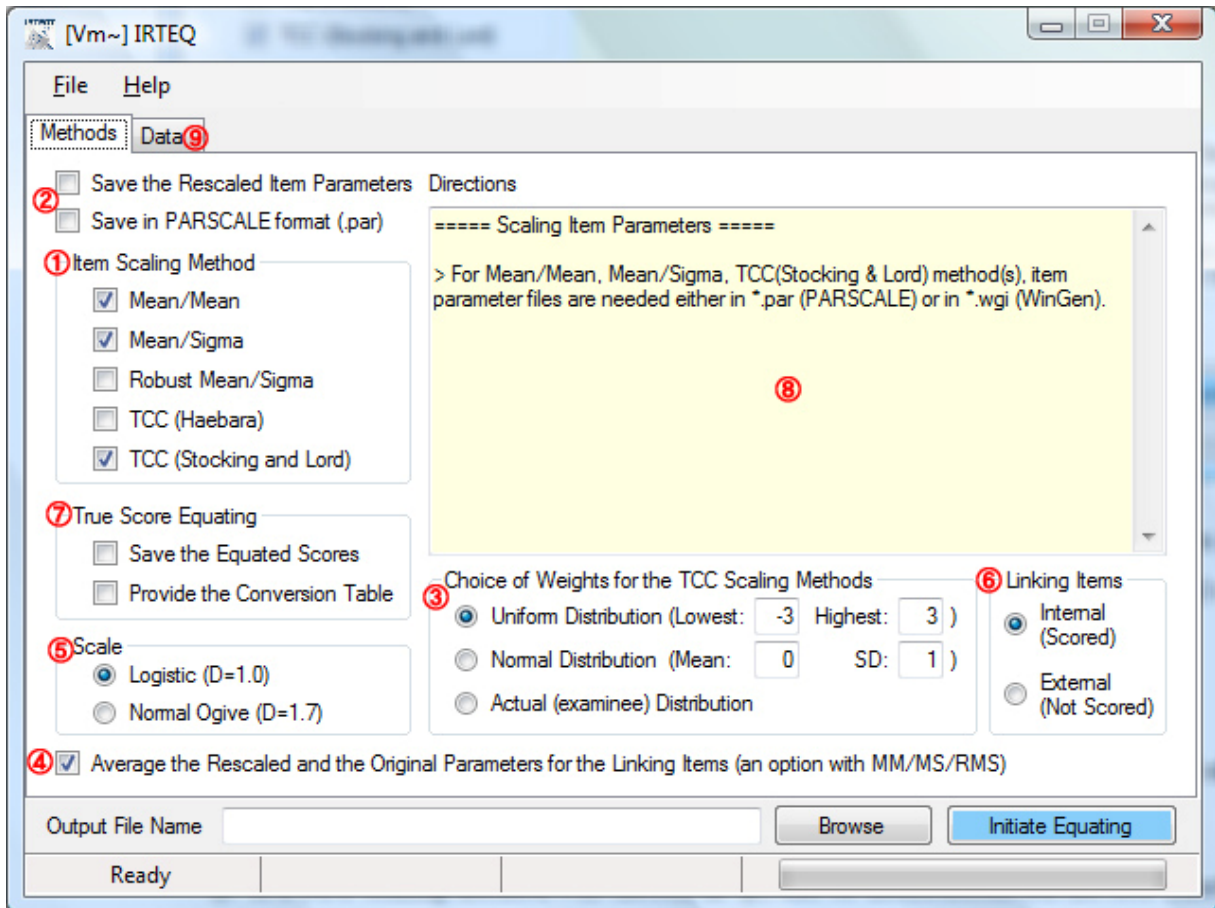 [Vm~] IRTEQ
File Help
Methods Data ⑨
Save the Rescaled Item Parameters
② Save in PARSCALE format (.par)
① Item Scaling Method
Mean/Mean
Mean/Sigma
Robust Mean/Sigma
TCC (Haebara)
TCC (Stocking and Lord)
⑦ True Score Equating
Save the Equated Scores
Provide the Conversion Table
⑤ Scale
Logistic (D=1.0)
Normal Ogive (D=1.7)
Directions
===== Scaling Item Parameters =====
> For Mean/Mean, Mean/Sigma, TCC(Stocking & Lord) method(s), item
parameter files are needed either in *.par (PARSCALE) or in *.wgi (WinGen).
⑧
Choice of Weights for the TCC Scaling Methods
③ Uniform Distribution (Lowest: -3 Highest: 3 )
Normal Distribution (Mean: 0 SD: 1 )
Actual (examinee) Distribution
⑥ Linking Items
Internal
(Scored)
External
(Not Scored)
④ Average the Rescaled and the Original Parameters for the Linking Items (an option with MM/MS/RMS)
Output File Name Browse Initiate Equating
Ready